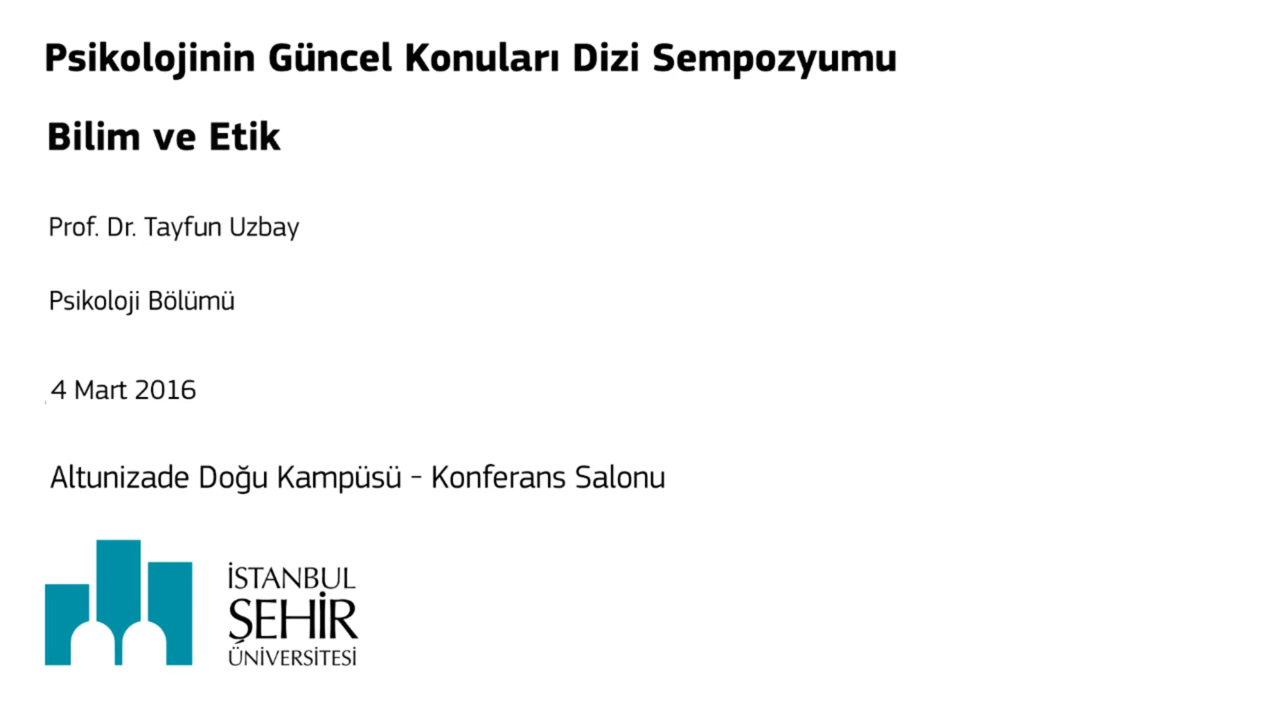 Psikolojinin Güncel Konuları Dizi Sempozyumu
Bilim ve Etik
Prof. Dr. Tayfun Uzbay
Psikoloji Bölümü
4 Mart 2016
Altunizade Doğu Kampüsü - Konferans Salonu
İSTANBUL
ŞEHİR
ÜNİVERSİTESİ